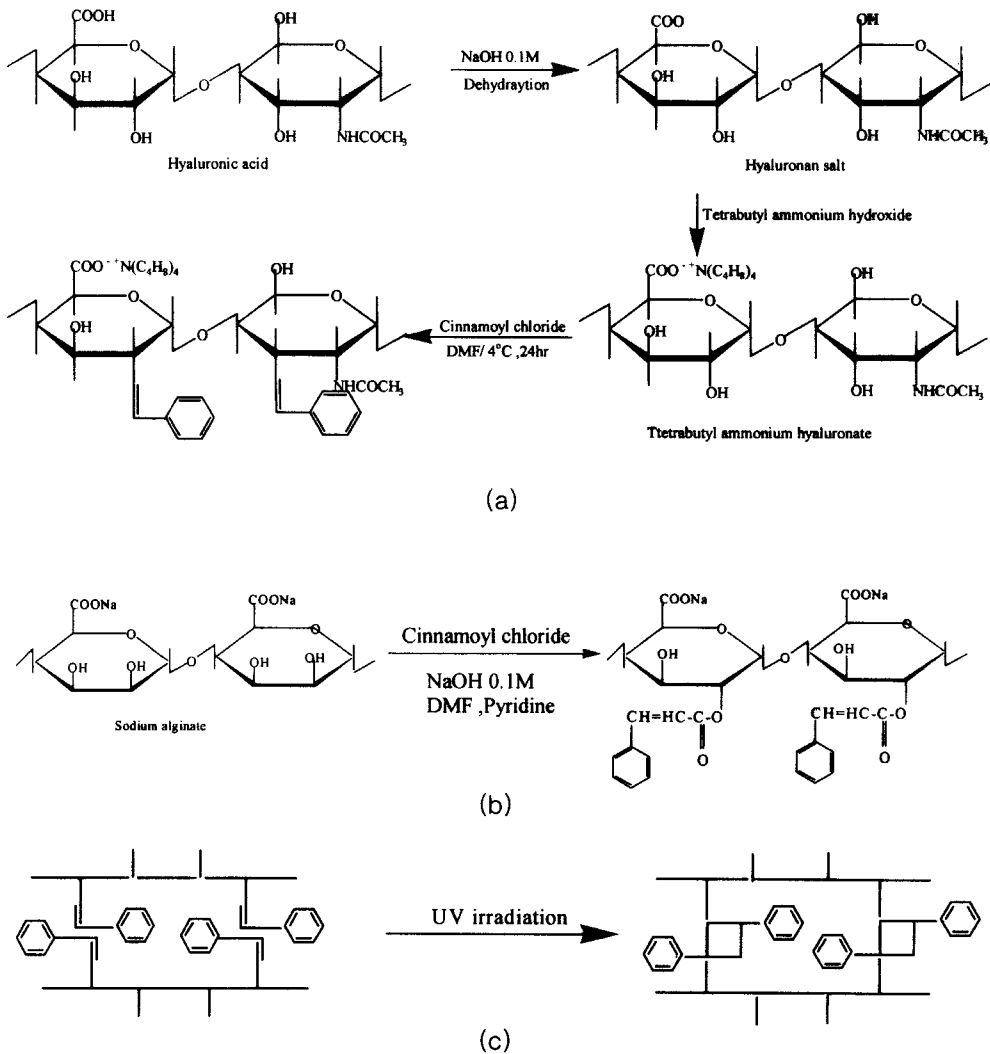 COOH
OH
O
O
OH
O
OH
OH
NHCOCH3
Hyaluronic acid
NaOH 0.1M
Dehydraytion
COO
OH
O
O
OH
O
OH
OH
NHCOCH3
Hyaluronan salt
Tetrabutyl ammonium hydroxide
COO⁻⁺N(C4H8)4
OH
O
O
OH
O
NHCOCH3
Cinnamoyl chloride
DMF/ 4°C ,24hr
COO⁻⁺N(C4H8)4
OH
O
O
OH
O
OH
OH
NHCOCH3
Ttetrabutyl ammonium hyaluronate
(a)
COONa
O
OH
OH
O
COONa
O
OH
OH
Sodium alginate
Cinnamoyl chloride
NaOH 0.1M
DMF ,Pyridine
COONa
O
OH
O
COONa
O
OH
CH=HC-C-O
O
CH=HC-C-O
O
(b)
UV irradiation
(c)